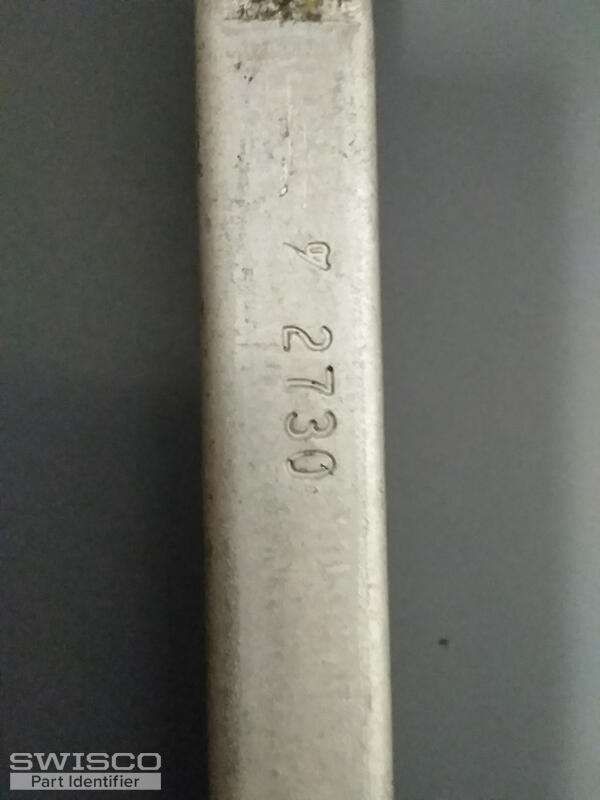 2730
SWISCO
Part Identifier